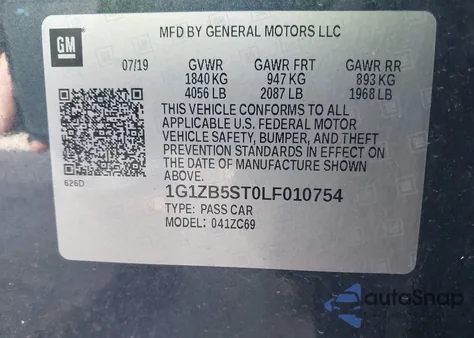 MFD BY GENERAL MOTORS LLC
GM
07/19
GVWR GAWR FRT GAWR RR
1840 KG 947 KG 893 KG
4056 LB 2087 LB 1968 LB
THIS VEHICLE CONFORMS TO ALL
APPLICABLE U.S. FEDERAL MOTOR
VEHICLE SAFETY, BUMPER, AND THEFT
PREVENTION STANDARDS IN EFFECT ON
THE DATE OF MANUFACTURE SHOWN
ABOVE.
626D
1G1ZB5ST0LF010754
TYPE: PASS CAR
MODEL: 041ZC69
autoSnap